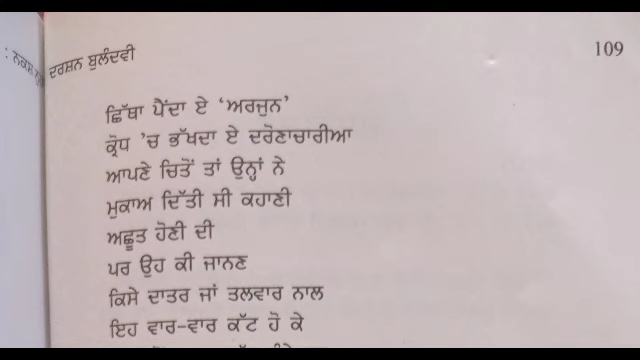 ਦਰਸ਼ਨ ਬੁਲੰਦਵੀ
109
ਛਿੱਥਾ ਪੈਂਦਾ ਏ ‘ਅਰਜੁਨ’
ਕ੍ਰੋਧ ’ਚ ਭੱਖਦਾ ਏ ਦਰੋਣਾਚਾਰੀਆ
ਆਪਣੇ ਚਿਤੋਂ ਤਾਂ ਉਨ੍ਹਾਂ ਨੇ
ਮੁਕਾਅ ਦਿੱਤੀ ਸੀ ਕਹਾਣੀ
ਅਛੂਤ ਹੋਣੀ ਦੀ
ਪਰ ਉਹ ਕੀ ਜਾਨਣ
ਕਿਸੇ ਦਾਤਰ ਜਾਂ ਤਲਵਾਰ ਨਾਲ
ਇਹ ਵਾਰ-ਵਾਰ ਕੱਟ ਹੋ ਕੇ